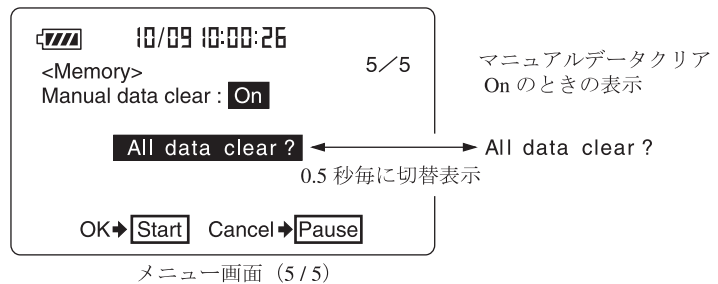 10/09 10:00:26
5／5
<Memory>
Manual data clear : On
マニュアルデータクリア
On のときの表示
All data clear ?
All data clear ?
0.5 秒毎に切替表示
OK Start Cancel Pause
メニュー画面（5 / 5）